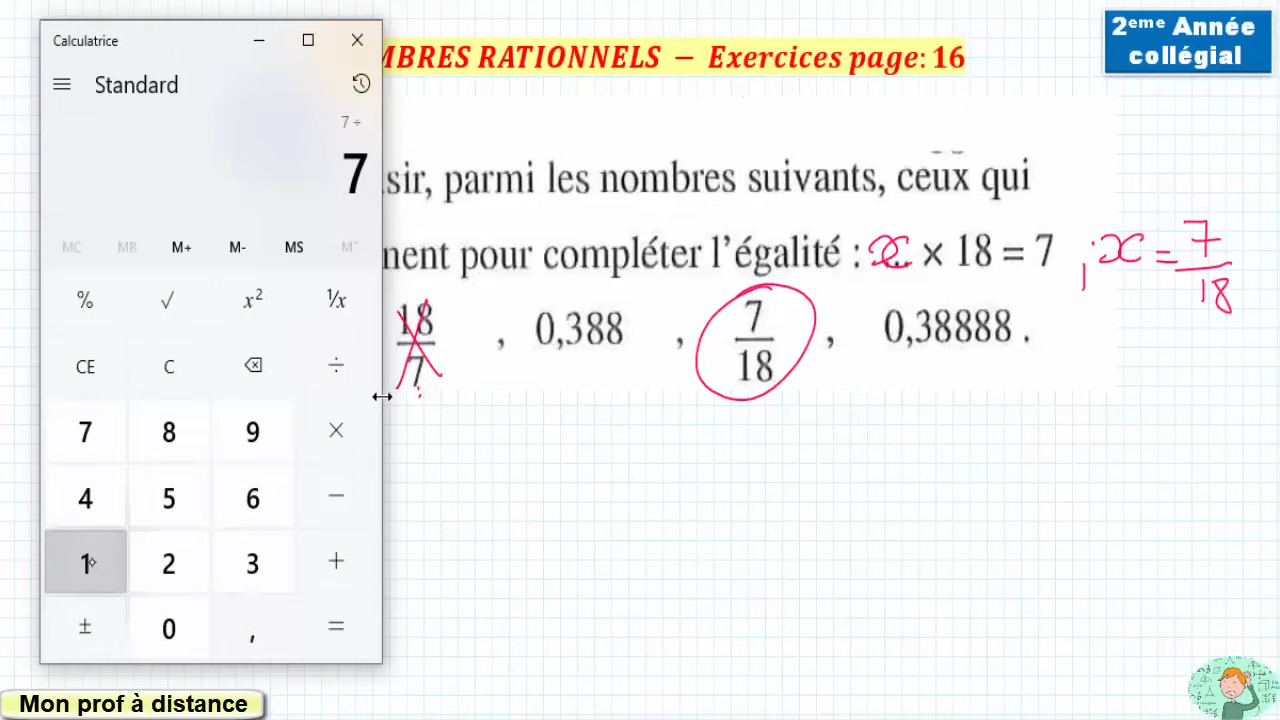 Calculatrice
Standard
7 ÷
7
MC MR M+ M- MS M˅
% √ x² ¹/x
CE C ÷
7 8 9 ×
4 5 6 −
1 2 3 +
± 0 , =
MBRES RATIONNELS − Exercices page: 16
2eme Année
collégial
sir, parmi les nombres suivants, ceux qui
nent pour compléter l'égalité : x × 18 = 7 ; x = 7/18
18/7 , 0,388 , 7/18 , 0,38888 .
Mon prof à distance